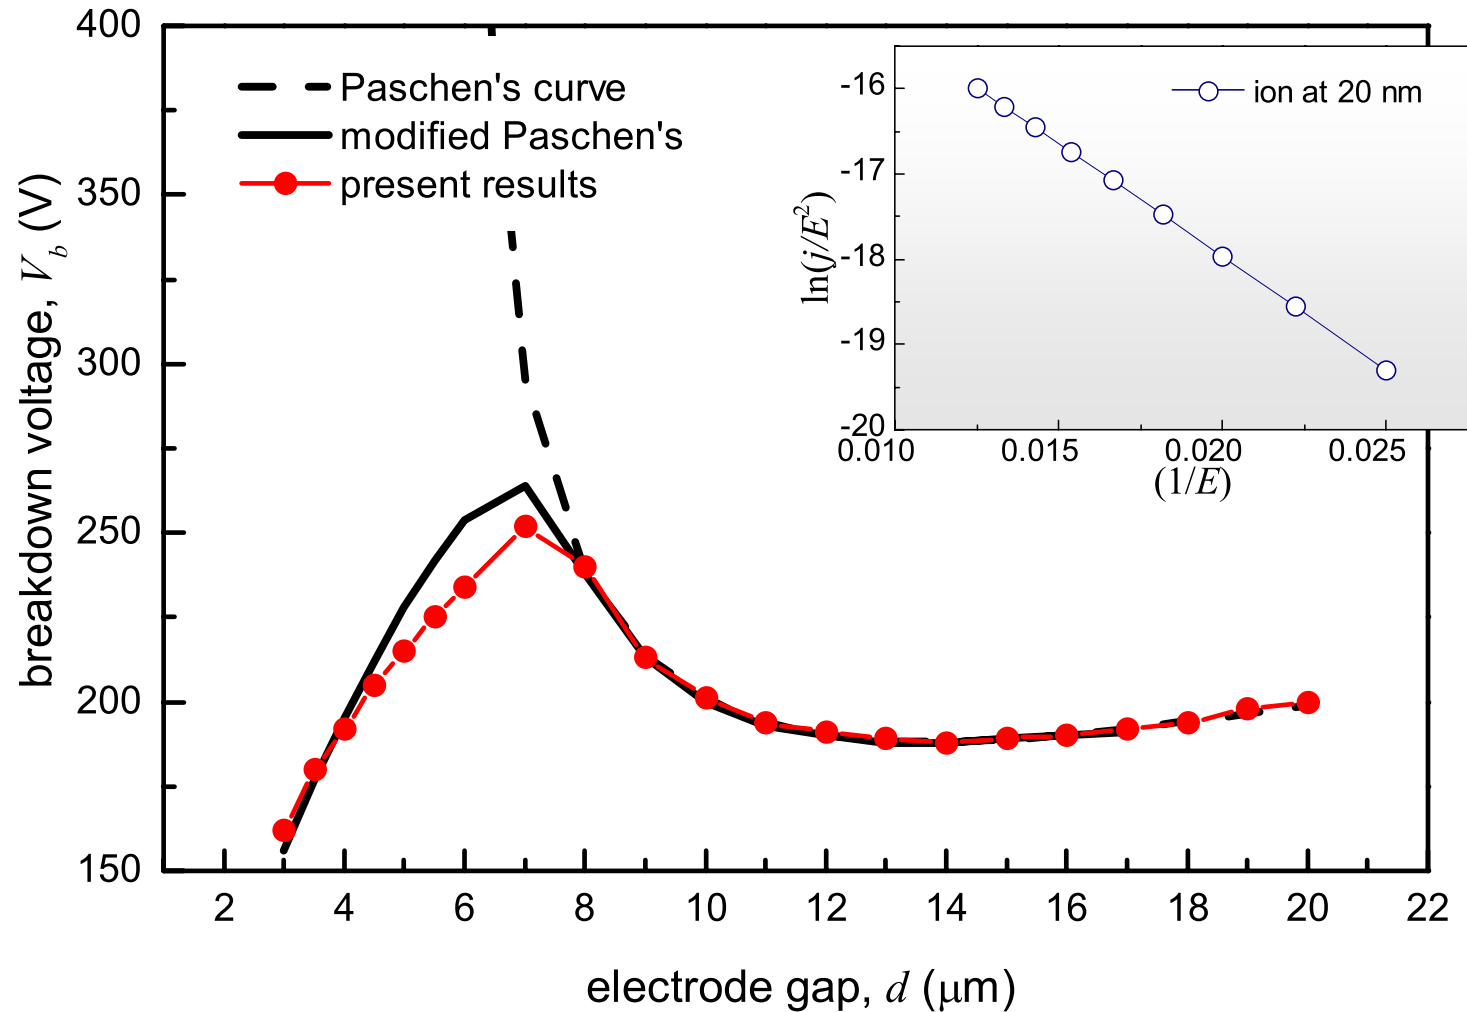 400
350
300
250
200
150
breakdown voltage, V_b (V)
Paschen's curve
modified Paschen's
present results
2 4 6 8 10 12 14 16 18 20 22
electrode gap, d (μm)
-16
-17
-18
-19
-20
ln(j/E²)
ion at 20 nm
0.010 0.015 0.020 0.025
(1/E)